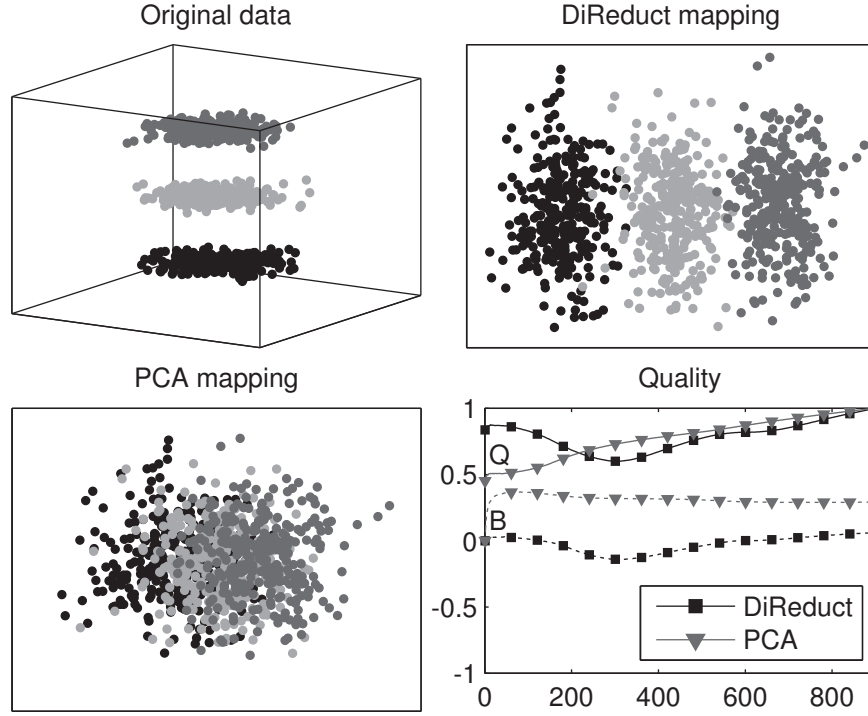 Original data
DiReduct mapping
PCA mapping
Quality
1
Q
0.5
B
0
-0.5
DiReduct
PCA
-1
0 200 400 600 800